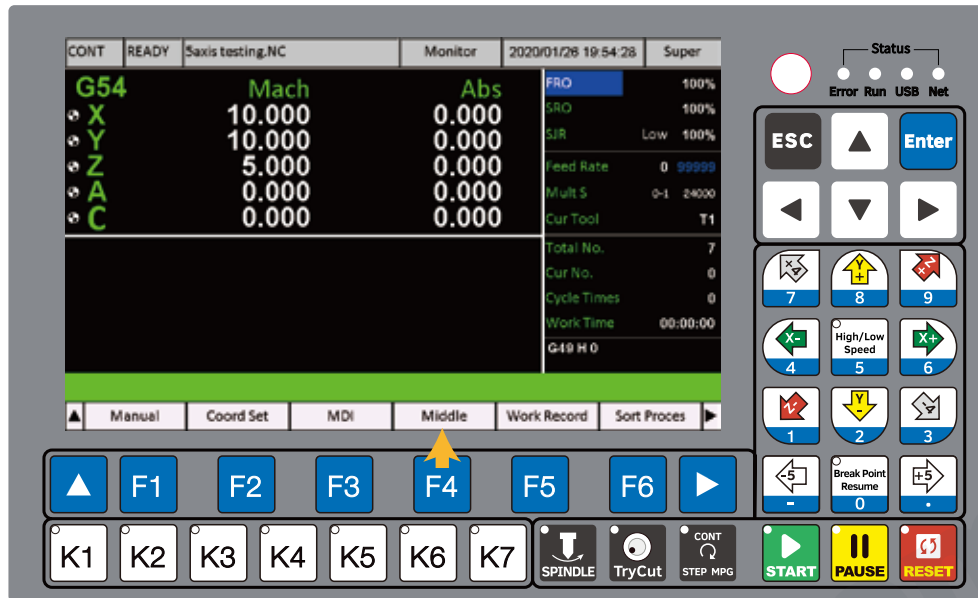 CONT READY 5axis testing.NC Monitor 2020/01/26 19:54:28 Super
G54 Mach Abs
X 10.000 0.000
Y 10.000 0.000
Z 5.000 0.000
A 0.000 0.000
C 0.000 0.000
FRO 100%
SRO 100%
SJR Low 100%
Feed Rate 0 99999
Mult S 0-1 24000
Cur Tool T1
Total No. 7
Cur No. 0
Cycle Times 0
Work Time 00:00:00
G49 H 0
Manual Coord Set MDI Middle Work Record Sort Proces
F1 F2 F3 F4 F5 F6
K1 K2 K3 K4 K5 K6 K7
SPINDLE
TryCut
CONT
STEP MPG
START
PAUSE
RESET
Status
Error Run USB Net
ESC
Enter
7
Y
+
8
9
X-
4
High/Low
Speed
5
X+
6
1
Y
-
2
3
-5
-
Break Point
Resume
0
+5
.